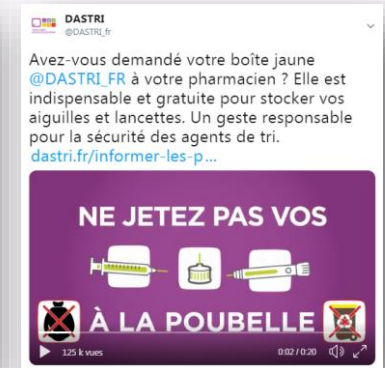 DASTRI
@DASTRI_fr
Avez-vous demandé votre boîte jaune
@DASTRI_FR à votre pharmacien ? Elle est
indispensable et gratuite pour stocker vos
aiguilles et lancettes. Un geste responsable
pour la sécurité des agents de tri.
dastri.fr/informer-les-p...
NE JETEZ PAS VOS
À LA POUBELLE
125 k vues
0:02 / 0:20